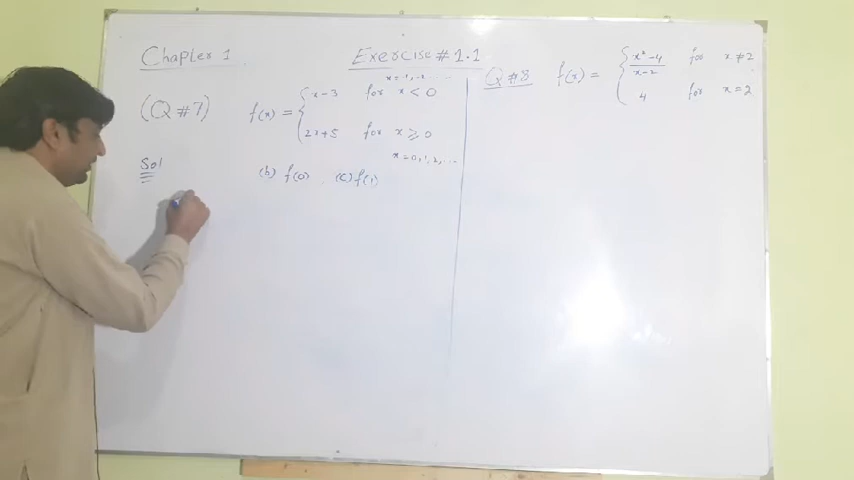 Chapter 1
Exercise # 1.1
(Q # 7)
x = -1, -2 ......
f(x) = { x-3 for x < 0
2x+5 for x ≥ 0
x = 0, 1, 2, ...
Sol
(b) f(0) , (c) f(1)
Q # 8 f(x) = { x²-4 / x-2 for x ≠ 2
4 for x = 2